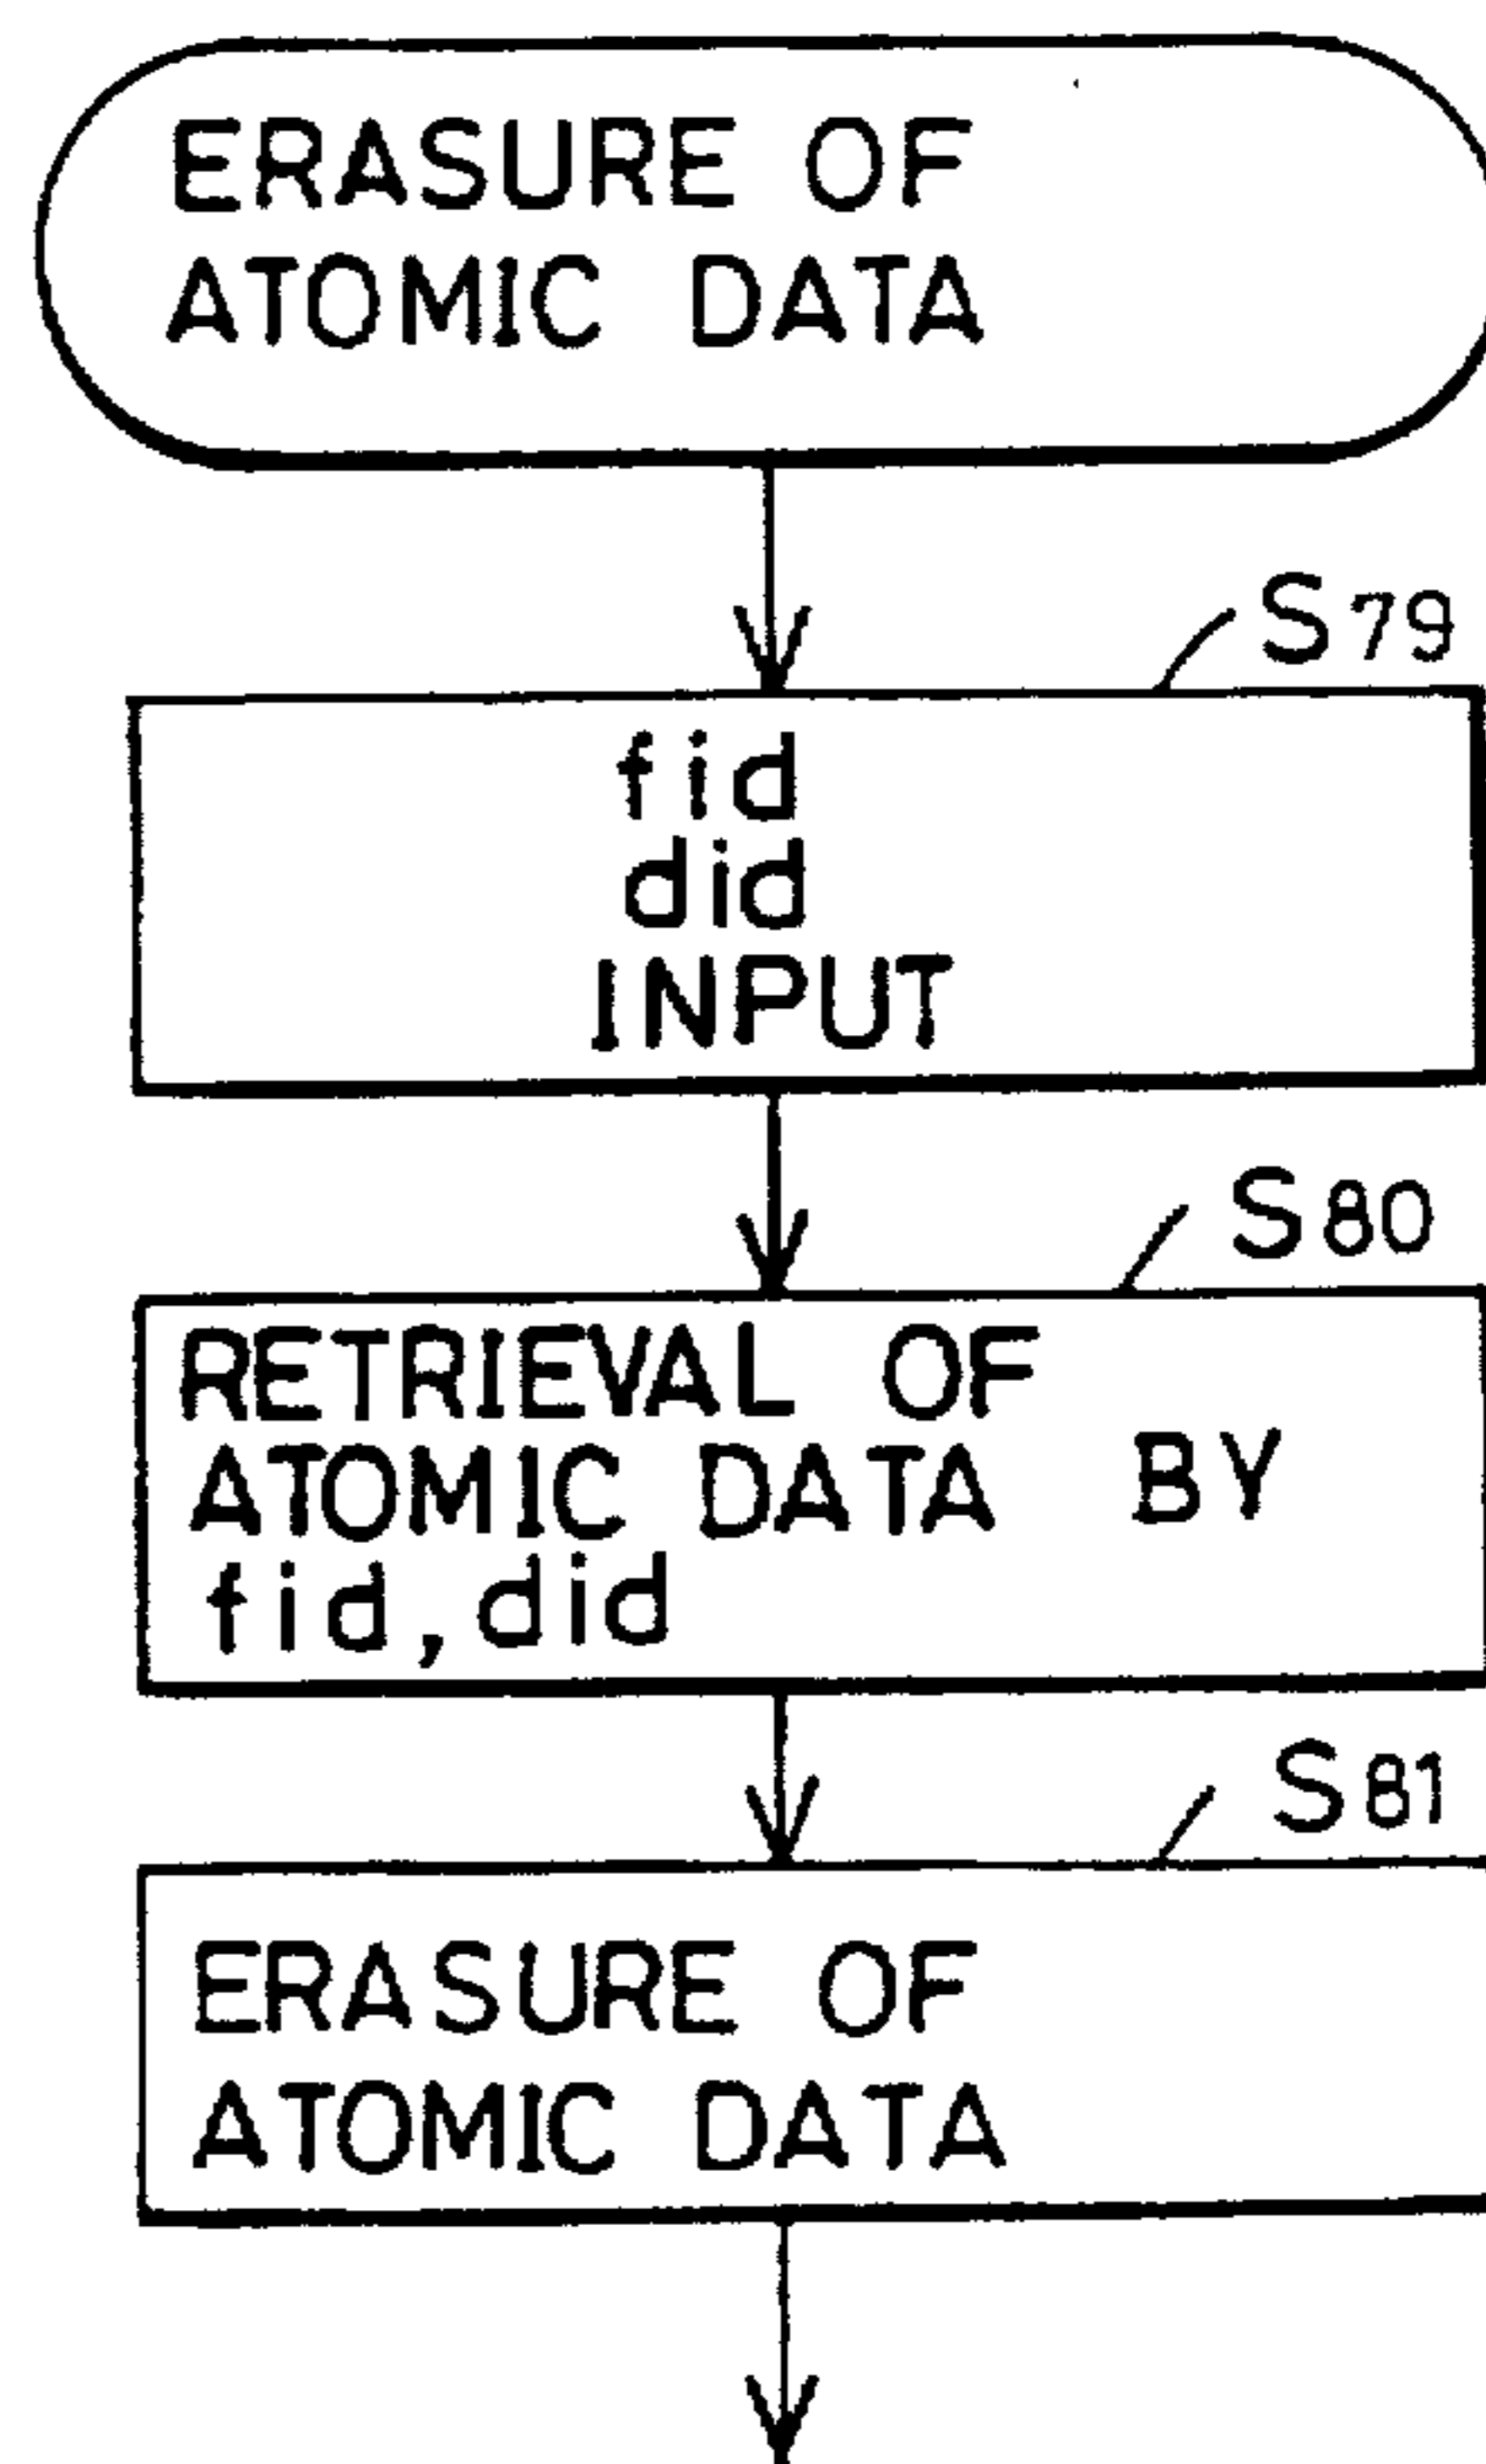 ERASURE OF
ATOMIC DATA
S79
fid
did
INPUT
S80
RETRIEVAL OF
ATOMIC DATA BY
fid,did
S81
ERASURE OF
ATOMIC DATA